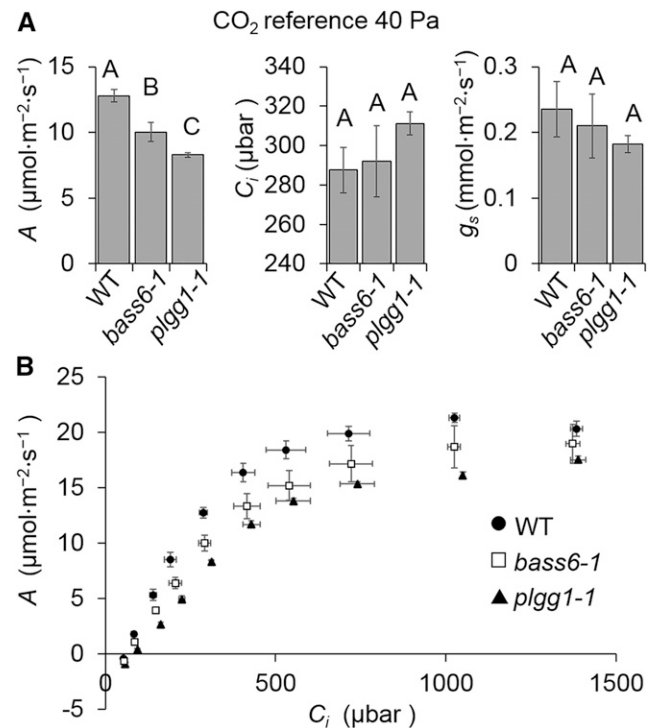 A
CO₂ reference 40 Pa
A (µmol·m⁻²·s⁻¹)
15
10
5
0
A
B
C
WT
bass6-1
plgg1-1
Cᵢ (µbar)
340
320
300
280
260
240
A
A
A
WT
bass6-1
plgg1-1
gₛ (mmol·m⁻²·s⁻¹)
0.3
0.2
0.1
0
A
A
A
WT
bass6-1
plgg1-1
B
A (µmol·m⁻²·s⁻¹)
25
20
15
10
5
0
-5
0
500
1000
1500
Cᵢ (µbar)
WT
bass6-1
plgg1-1